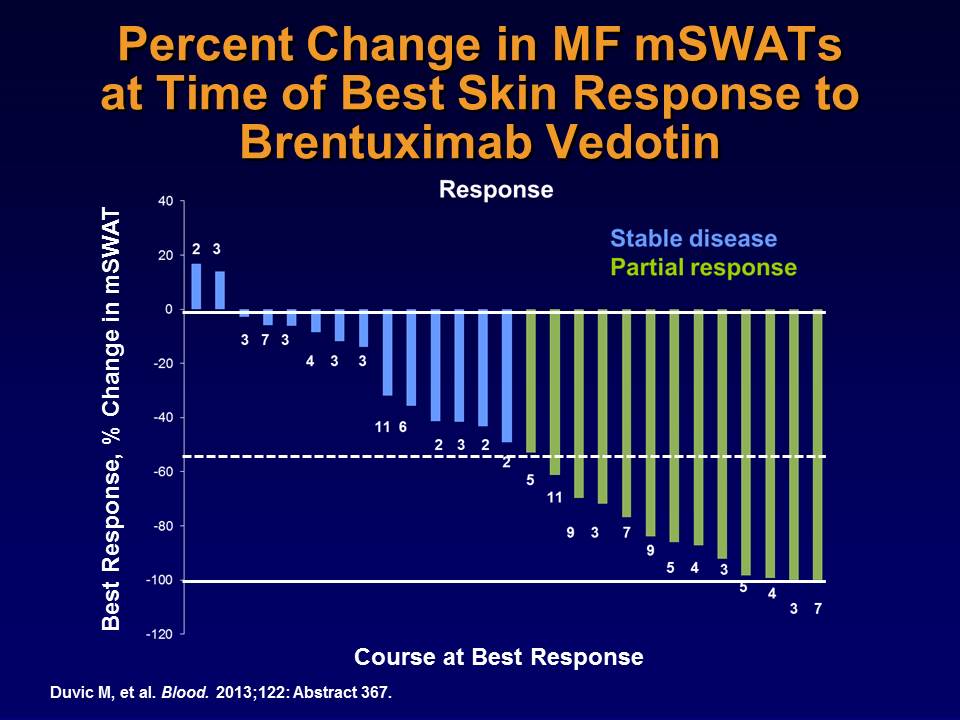 Percent Change in MF mSWATs
at Time of Best Skin Response to
Brentuximab Vedotin
Response
Stable disease
Partial response
Best Response, % Change in mSWAT
40
20
0
-20
-40
-60
-80
-100
-120
2 3
3 7 3
4 3 3
11 6
2 3 2
2
5
11
9 3 7
9
5 4 3
5
4
3 7
Course at Best Response
Duvic M, et al. Blood. 2013;122: Abstract 367.